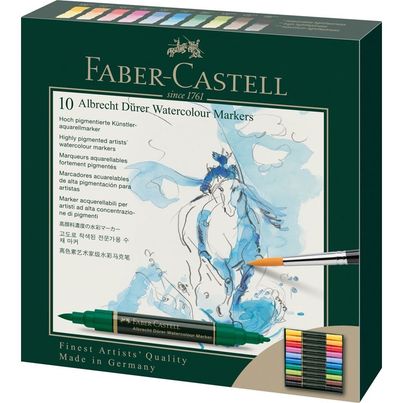 FABER-CASTELL
since 1761
10 Albrecht Dürer Watercolour Markers
Hoch pigmentierte Künstler-
aquarellmarker
Highly pigmented artists'
watercolour markers
Marqueurs aquarellables
fortement pigmentés
Marcadores acuarelables
de alta pigmentación para
artistas
Marker acquerellabili per
artisti ad alta concentrazio-
ne di pigmenti
高顔料濃度の水彩マーカー
고도로 착색된 전문가용 수
채 마커
高色素艺术家级水彩马克笔
FABER-CASTELL
Albrecht Dürer Watercolour Marker
Finest Artists' Quality
Made in Germany